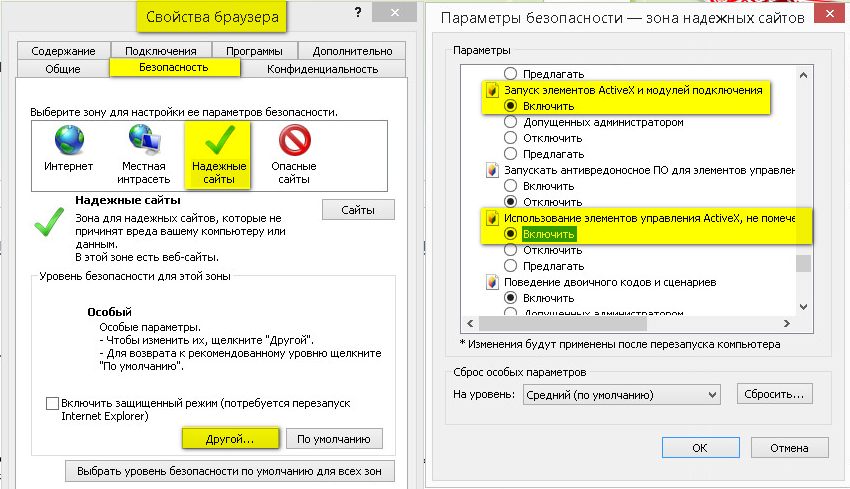 Свойства браузера
?
Содержание
Подключения
Программы
Дополнительно
Общие
Безопасность
Конфиденциальность
Выберите зону для настройки ее параметров безопасности.
Интернет
Местная
интрасеть
Надежные
сайты
Опасные
сайты
Надежные сайты
Сайты
Зона для надежных сайтов, которые не
причинят вреда вашему компьютеру или
данным.
В этой зоне есть веб-сайты.
Уровень безопасности для этой зоны
Особый
Особые параметры.
- Чтобы изменить их, щелкните "Другой".
- Для возврата к рекомендованному уровню щелкните
"По умолчанию".
Включить защищенный режим (потребуется перезапуск
Internet Explorer)
Другой...
По умолчанию
Выбрать уровень безопасности по умолчанию для всех зон
Параметры безопасности — зона надежных сайтов
Параметры
Предлагать
Запуск элементов ActiveX и модулей подключения
Включить
Допущенных администратором
Отключить
Предлагать
Запускать антивредоносное ПО для элементов управлен
Включить
Отключить
Использование элементов управления ActiveX, не помече
Включить
Отключить
Предлагать
Поведение двоичного кодов и сценариев
Включить
Допущенных администратором
* Изменения будут применены после перезапуска компьютера
Сброс особых параметров
На уровень:
Средний (по умолчанию)
Сбросить...
OK
Отмена